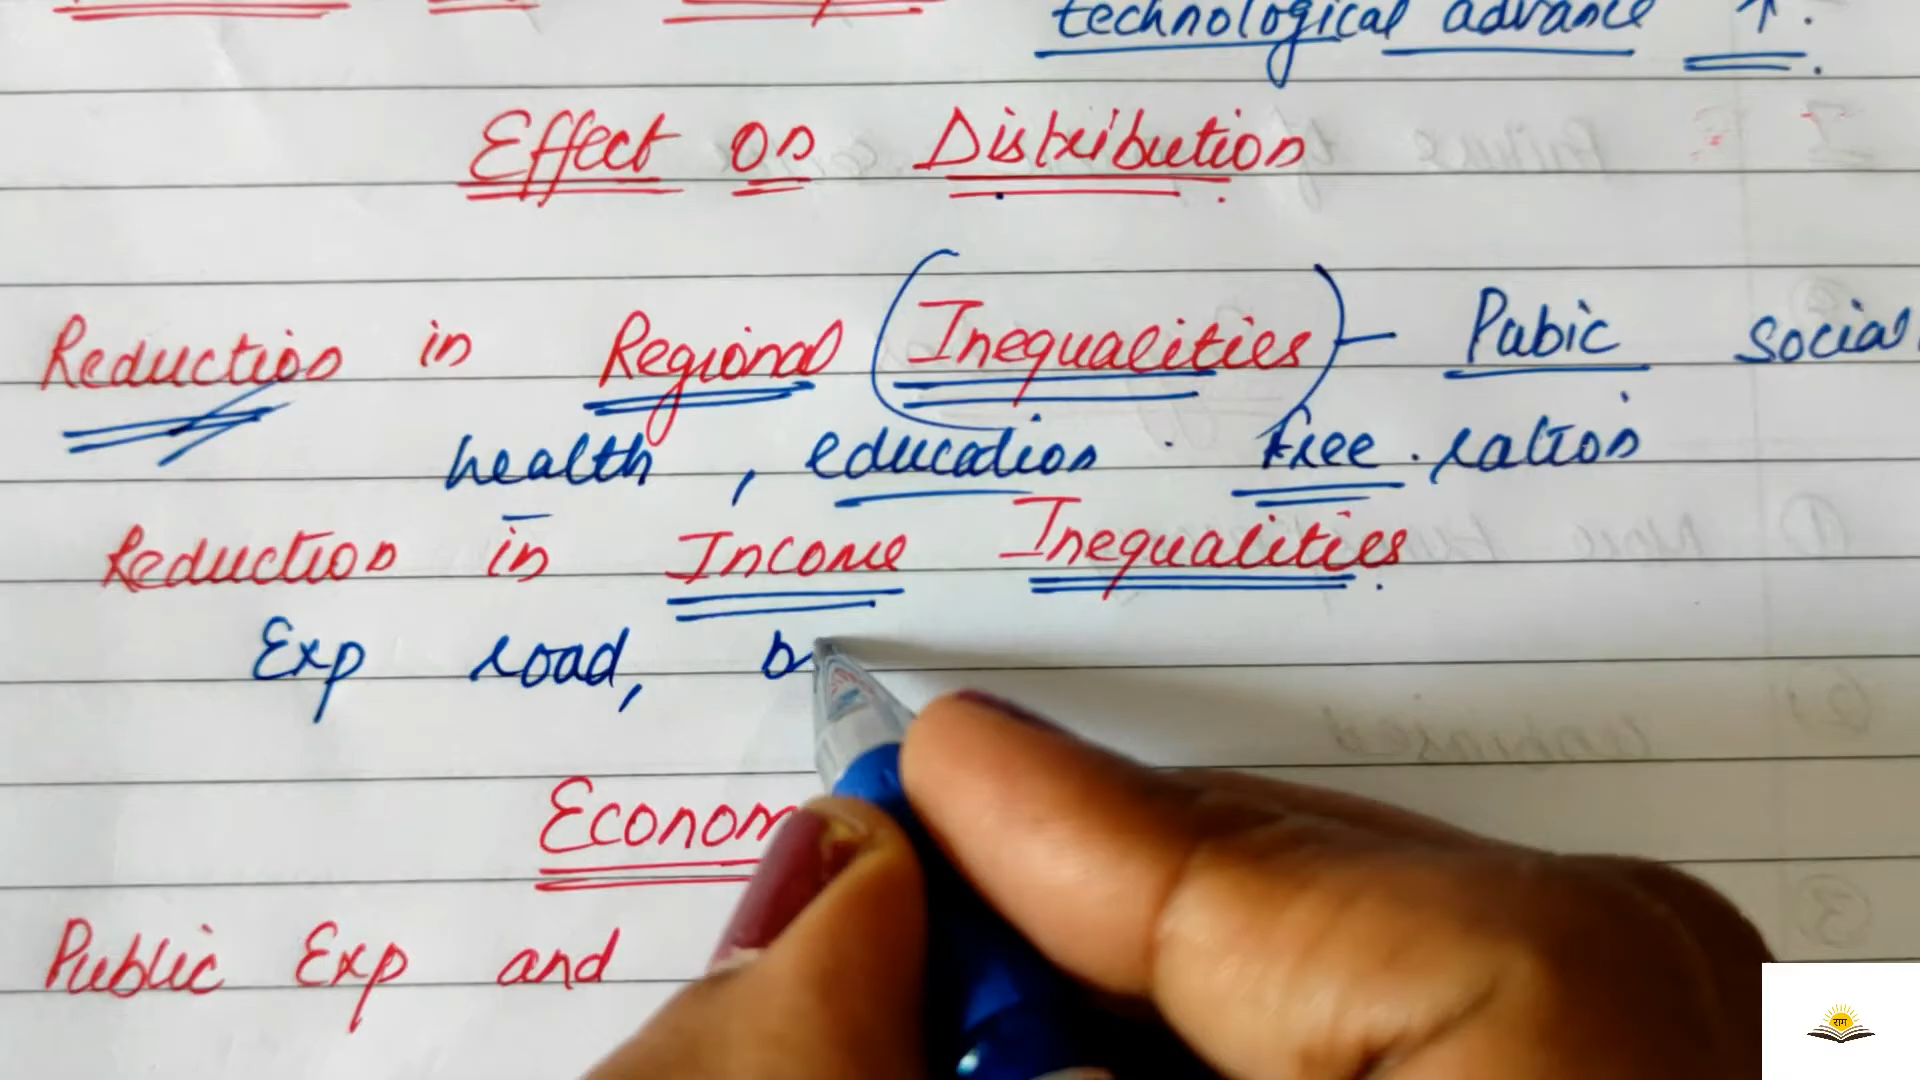 technological advance ↑.
Effect on Distribution
Reduction in Regional (Inequalities) - Pubic social
health, education. free. ration
Reduction in Income Inequalities.
Exp road, b
Econom
Public Exp and
राम